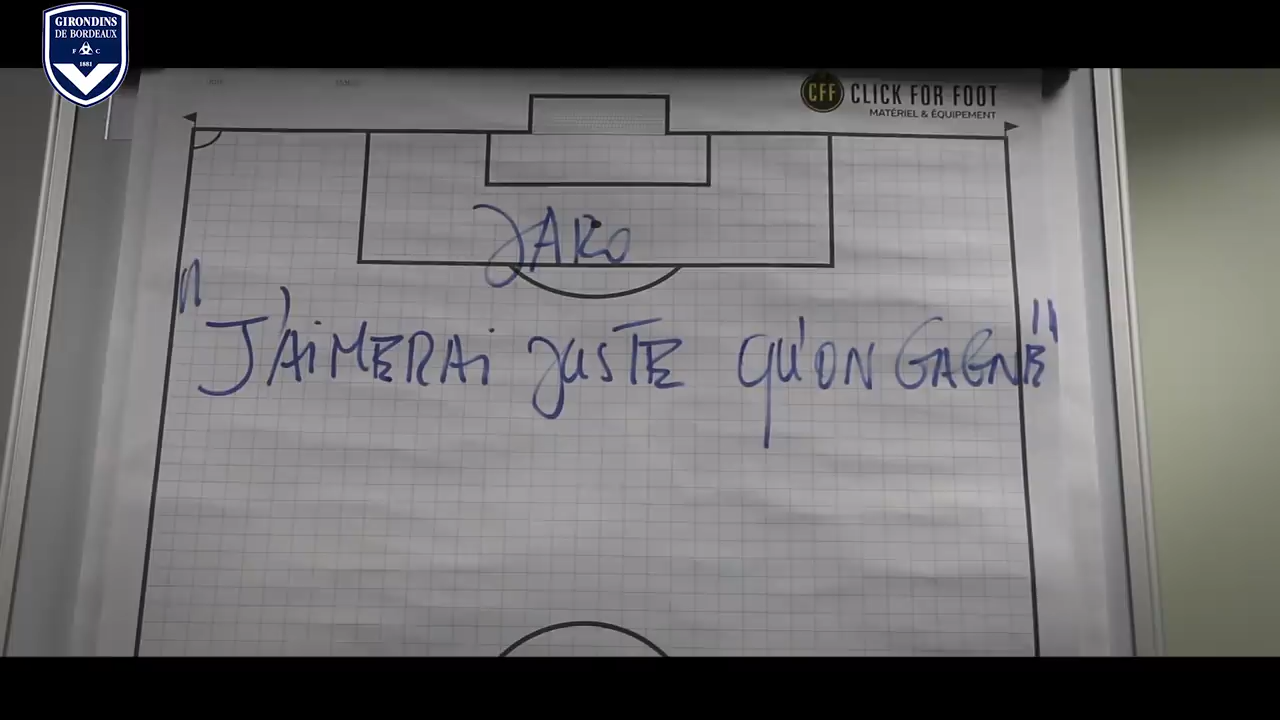 GIRONDINS
DE BORDEAUX
F C
1881
CFF CLICK FOR FOOT
MATÉRIEL & ÉQUIPEMENT
JAKO
"J'AIMERAI JUSTE QU'ON GAGNE"